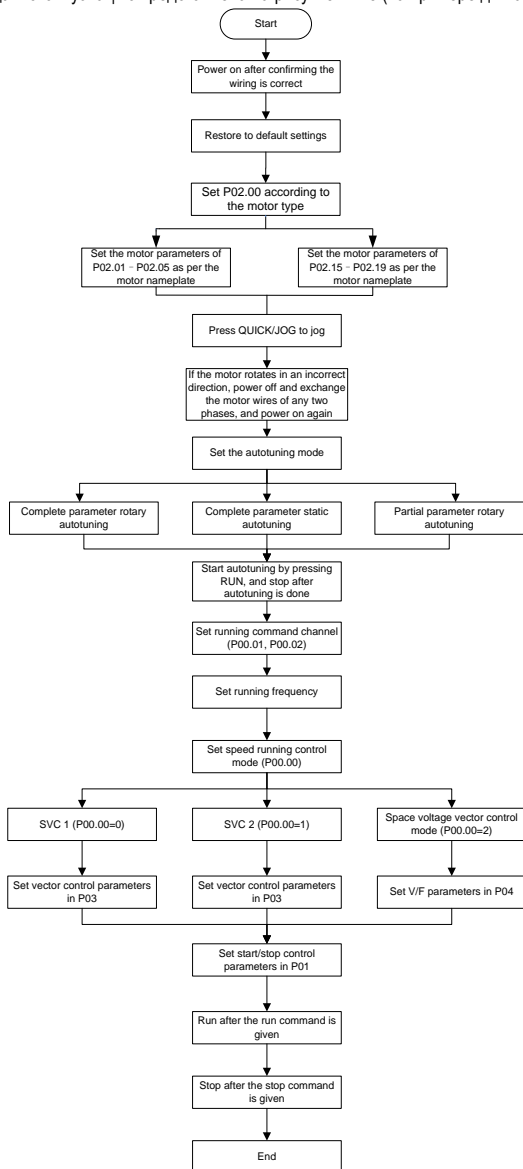 Start
Power on after confirming the
wiring is correct
Restore to default settings
Set P02.00 according to
the motor type
Set the motor parameters of
P02.01–P02.05 as per the
motor nameplate
Set the motor parameters of
P02.15–P02.19 as per the
motor nameplate
Press QUICK/JOG to jog
If the motor rotates in an incorrect
direction, power off and exchange
the motor wires of any two
phases, and power on again
Set the autotuning mode
Complete parameter rotary
autotuning
Complete parameter static
autotuning
Partial parameter rotary
autotuning
Start autotuning by pressing
RUN, and stop after
autotuning is done
Set running command channel
(P00.01, P00.02)
Set running frequency
Set speed running control
mode (P00.00)
SVC 1 (P00.00=0)
SVC 2 (P00.00=1)
Space voltage vector control
mode (P00.00=2)
Set vector control parameters
in P03
Set vector control parameters
in P03
Set V/F parameters in P04
Set start/stop control
parameters in P01
Run after the run command is
given
Stop after the stop command
is given
End